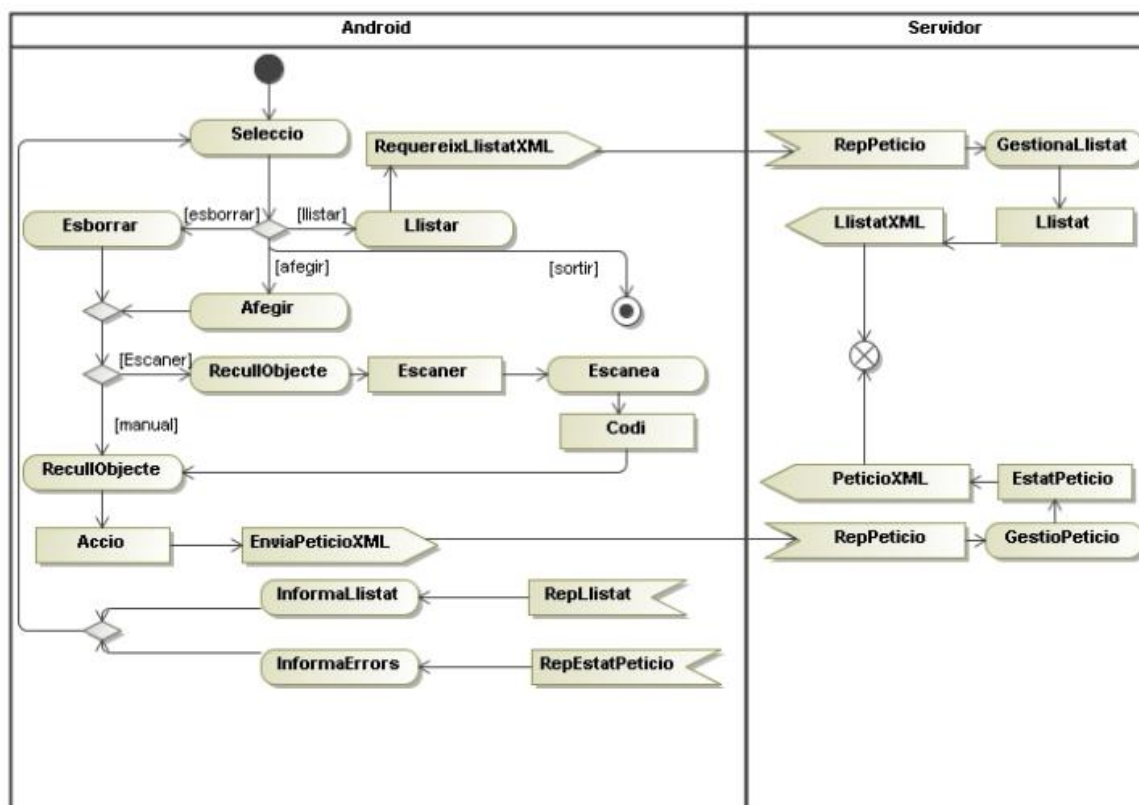 Android
Servidor
Seleccio
RequereixLlistatXML
RepPeticio
GestionaLlistat
[esborrar]
[llistar]
Esborrar
Llistar
LlistatXML
Llistat
[afegir]
[sortir]
Afegir
[Escaner]
RecullObjecte
Escaner
Escanea
[manual]
Codi
RecullObjecte
PeticioXML
EstatPeticio
Accio
EnviaPeticioXML
RepPeticio
GestioPeticio
InformaLlistat
RepLlistat
InformaErrors
RepEstatPeticio